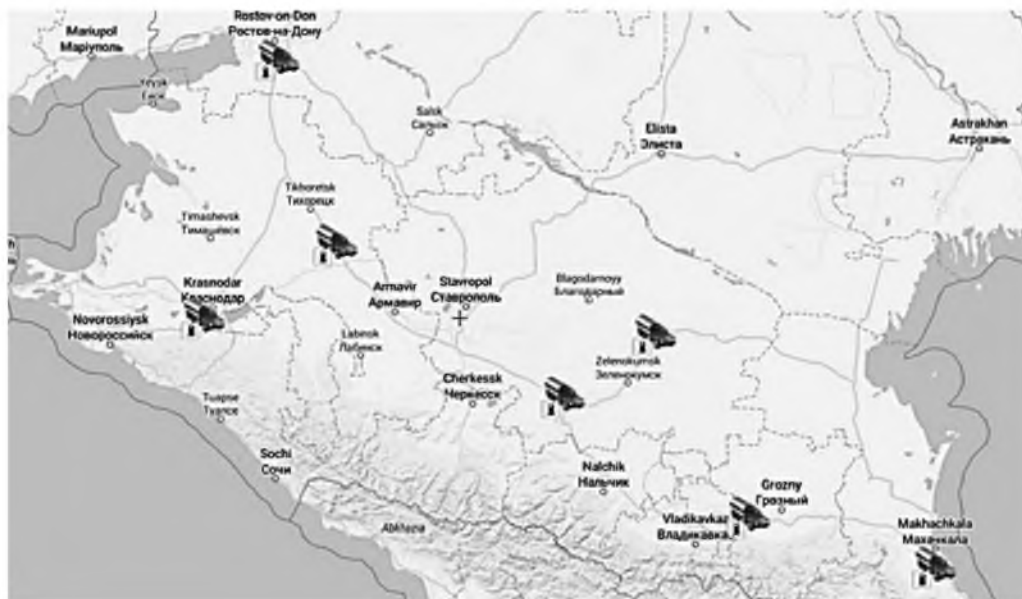 Rostov-on-Don
Ростов-на-Дону
Mariupol
Маріуполь
Salsk
Сальск
Elista
Элиста
Astrakhan
Астрахань
Tikhoretsk
Тихорецк
Timashevsk
Тимашевск
Krasnodar
Краснодар
Armavir
Армавир
Stavropol
Ставрополь
Blagodarnyy
Благодарный
Novorossiysk
Новороссийск
Labinsk
Лабинск
Zelenokumsk
Зеленокумск
Cherkessk
Черкесск
Tuapse
Туапсе
Sochi
Сочи
Nalchik
Нальчик
Grozny
Грозный
Vladikavkaz
Владикавка
Abkhazia
Makhachkala
Махачкала